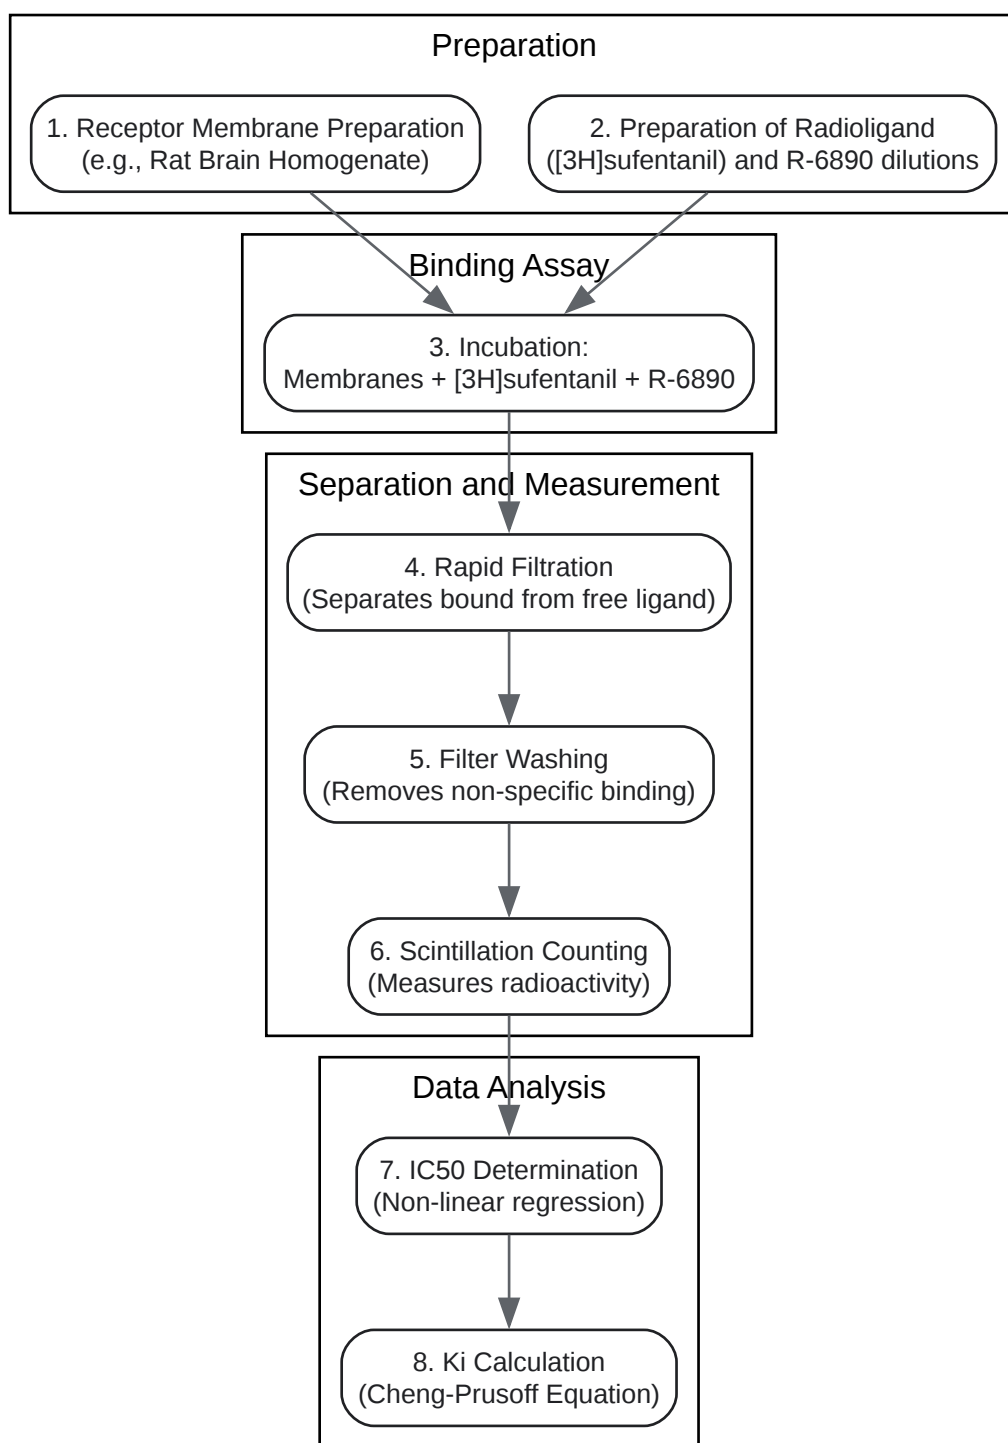 Preparation
1. Receptor Membrane Preparation
(e.g., Rat Brain Homogenate)
2. Preparation of Radioligand
([3H]sufentanil) and R-6890 dilutions
Binding Assay
3. Incubation:
Membranes + [3H]sufentanil + R-6890
Separation and Measurement
4. Rapid Filtration
(Separates bound from free ligand)
5. Filter Washing
(Removes non-specific binding)
6. Scintillation Counting
(Measures radioactivity)
Data Analysis
7. IC50 Determination
(Non-linear regression)
8. Ki Calculation
(Cheng-Prusoff Equation)